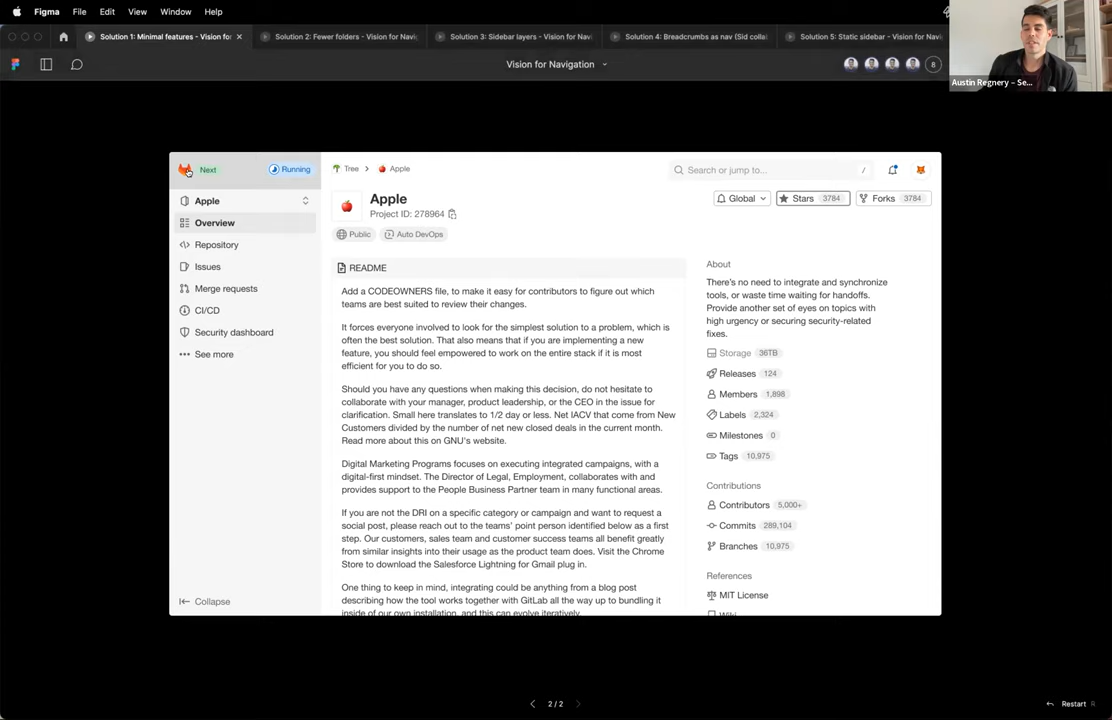 Figma File Edit View Window Help
Solution 1: Minimal features - Vision fo
Solution 2: Fewer folders - Vision for Navig
Solution 3: Sidebar layers - Vision for Navi
Solution 4: Breadcrumbs as nav (Sid colla
Solution 5: Static sidebar - Vision for Navi
Vision for Navigation
8
Austin Regnery – Se...
Next
Running
Tree > Apple
Search or jump to...
/
Apple
Overview
Repository
Issues
Merge requests
CI/CD
Security dashboard
See more
Collapse
Apple
Project ID: 278964
Public
Auto DevOps
Global
Stars 3784
Forks 3784
README
Add a CODEOWNERS file, to make it easy for contributors to figure out which
teams are best suited to review their changes.
It forces everyone involved to look for the simplest solution to a problem, which is
often the best solution. That also means that if you are implementing a new
feature, you should feel empowered to work on the entire stack if it is most
efficient for you to do so.
Should you have any questions when making this decision, do not hesitate to
collaborate with your manager, product leadership, or the CEO in the issue for
clarification. Small here translates to 1/2 day or less. Net IACV that come from New
Customers divided by the number of net new closed deals in the current month.
Read more about this on GNU's website.
Digital Marketing Programs focuses on executing integrated campaigns, with a
digital-first mindset. The Director of Legal, Employment, collaborates with and
provides support to the People Business Partner team in many functional areas.
If you are not the DRI on a specific category or campaign and want to request a
social post, please reach out to the teams' point person identified below as a first
step. Our customers, sales team and customer success teams all benefit greatly
from similar insights into their usage as the product team does. Visit the Chrome
Store to download the Salesforce Lightning for Gmail plug in.
One thing to keep in mind, integrating could be anything from a blog post
describing how the tool works together with GitLab all the way up to bundling it
inside of our own installation, and this can evolve iteratively.
About
There's no need to integrate and synchronize
tools, or waste time waiting for handoffs.
Provide another set of eyes on topics with
high urgency or securing security-related
fixes.
Storage 36TB
Releases 124
Members 1,898
Labels 2,324
Milestones 0
Tags 10,975
Contributions
Contributors 5,000+
Commits 289,104
Branches 10,975
References
MIT License
Wiki
2 / 2
Restart R